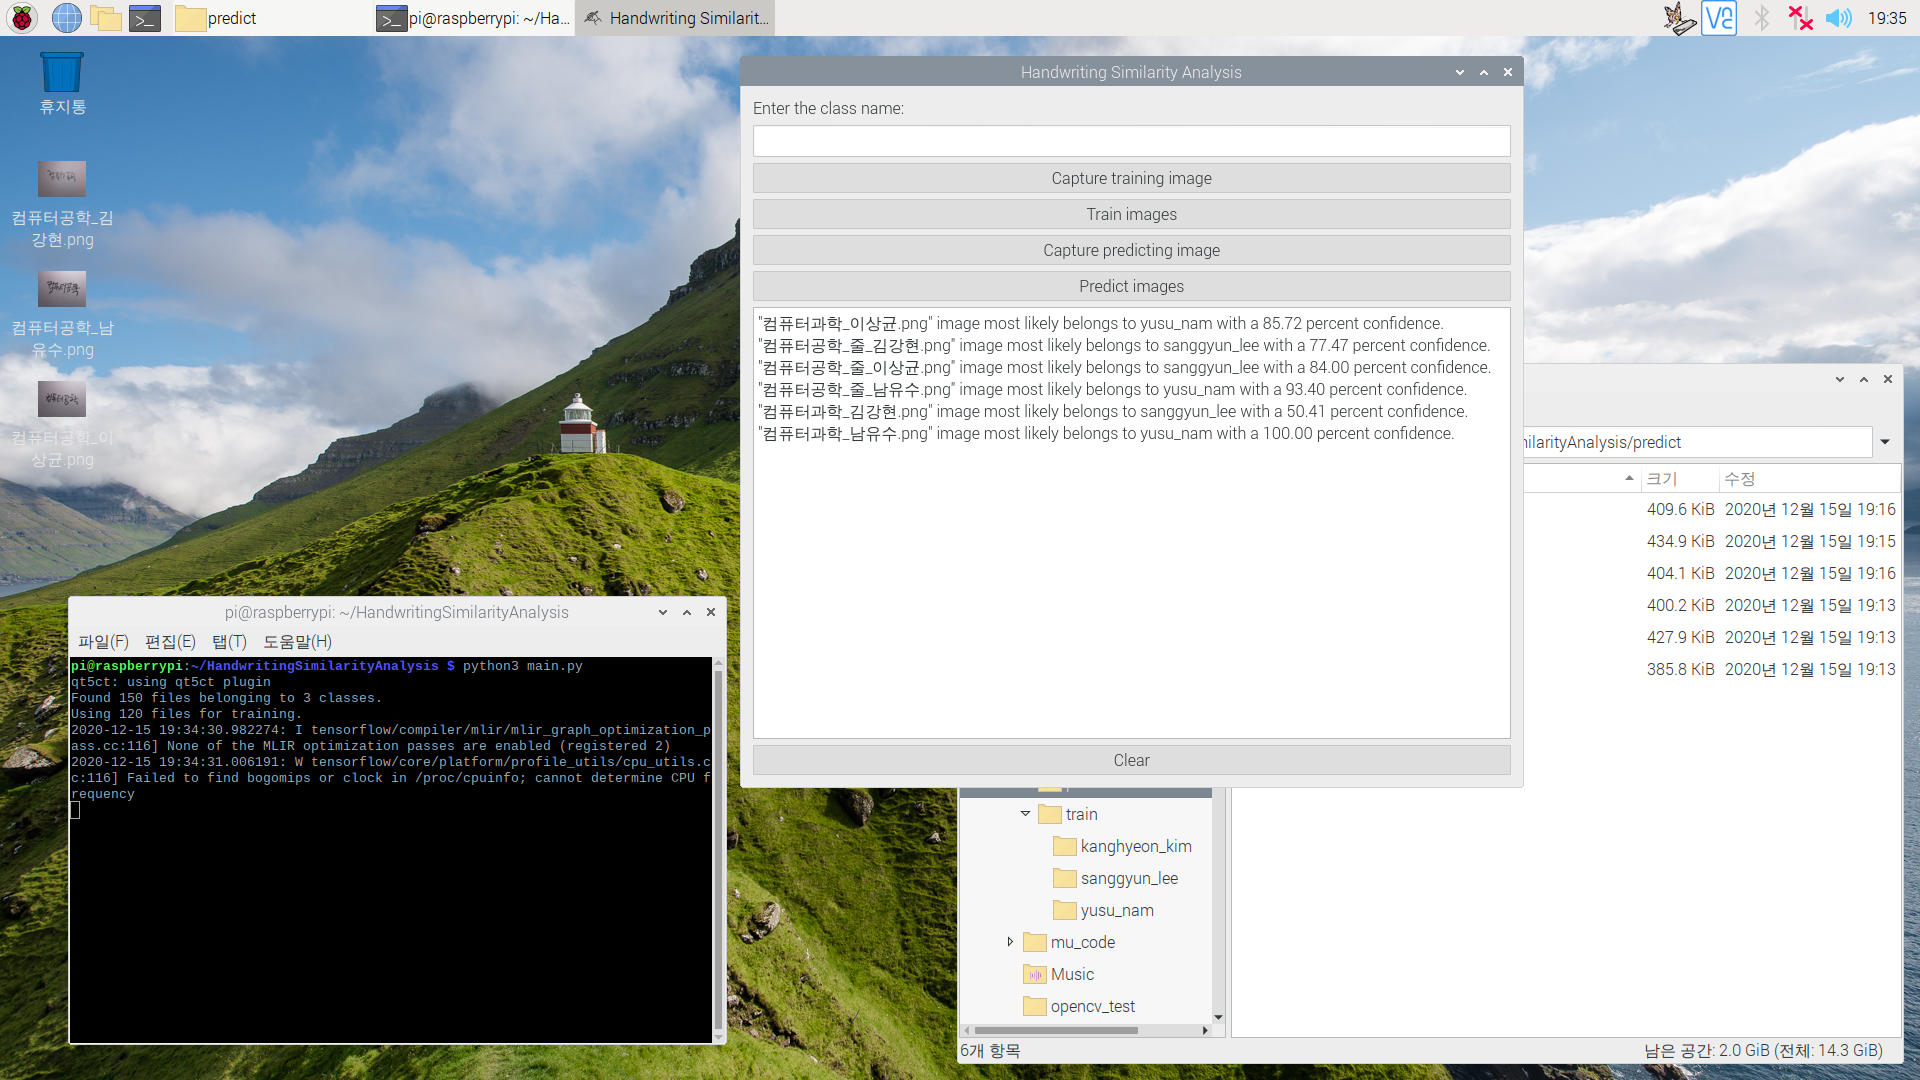 predict
pi@raspberrypi: ~/Ha...
Handwriting Similarit...
19:35
휴지통
컴퓨터공학_김
강현.png
컴퓨터공학_남
유수.png
컴퓨터공학_이
상균.png
Handwriting Similarity Analysis
Enter the class name:
Capture training image
Train images
Capture predicting image
Predict images
"컴퓨터과학_이상균.png" image most likely belongs to yusu_nam with a 85.72 percent confidence.
"컴퓨터공학_줄_김강현.png" image most likely belongs to sanggyun_lee with a 77.47 percent confidence.
"컴퓨터공학_줄_이상균.png" image most likely belongs to sanggyun_lee with a 84.00 percent confidence.
"컴퓨터공학_줄_남유수.png" image most likely belongs to yusu_nam with a 93.40 percent confidence.
"컴퓨터과학_김강현.png" image most likely belongs to sanggyun_lee with a 50.41 percent confidence.
"컴퓨터과학_남유수.png" image most likely belongs to yusu_nam with a 100.00 percent confidence.
Clear
pi@raspberrypi: ~/HandwritingSimilarityAnalysis
파일(F) 편집(E) 탭(T) 도움말(H)
pi@raspberrypi:~/HandwritingSimilarityAnalysis $ python3 main.py
qt5ct: using qt5ct plugin
Found 150 files belonging to 3 classes.
Using 120 files for training.
2020-12-15 19:34:30.982274: I tensorflow/compiler/mlir/mlir_graph_optimization_p
ass.cc:116] None of the MLIR optimization passes are enabled (registered 2)
2020-12-15 19:34:31.006191: W tensorflow/core/platform/profile_utils/cpu_utils.c
c:116] Failed to find bogomips or clock in /proc/cpuinfo; cannot determine CPU f
requency
ilarityAnalysis/predict
크기 수정
409.6 KiB 2020년 12월 15일 19:16
434.9 KiB 2020년 12월 15일 19:15
404.1 KiB 2020년 12월 15일 19:16
400.2 KiB 2020년 12월 15일 19:13
427.9 KiB 2020년 12월 15일 19:13
385.8 KiB 2020년 12월 15일 19:13
train
kanghyeon_kim
sanggyun_lee
yusu_nam
mu_code
Music
opencv_test
6개 항목
남은 공간: 2.0 GiB (전체: 14.3 GiB)